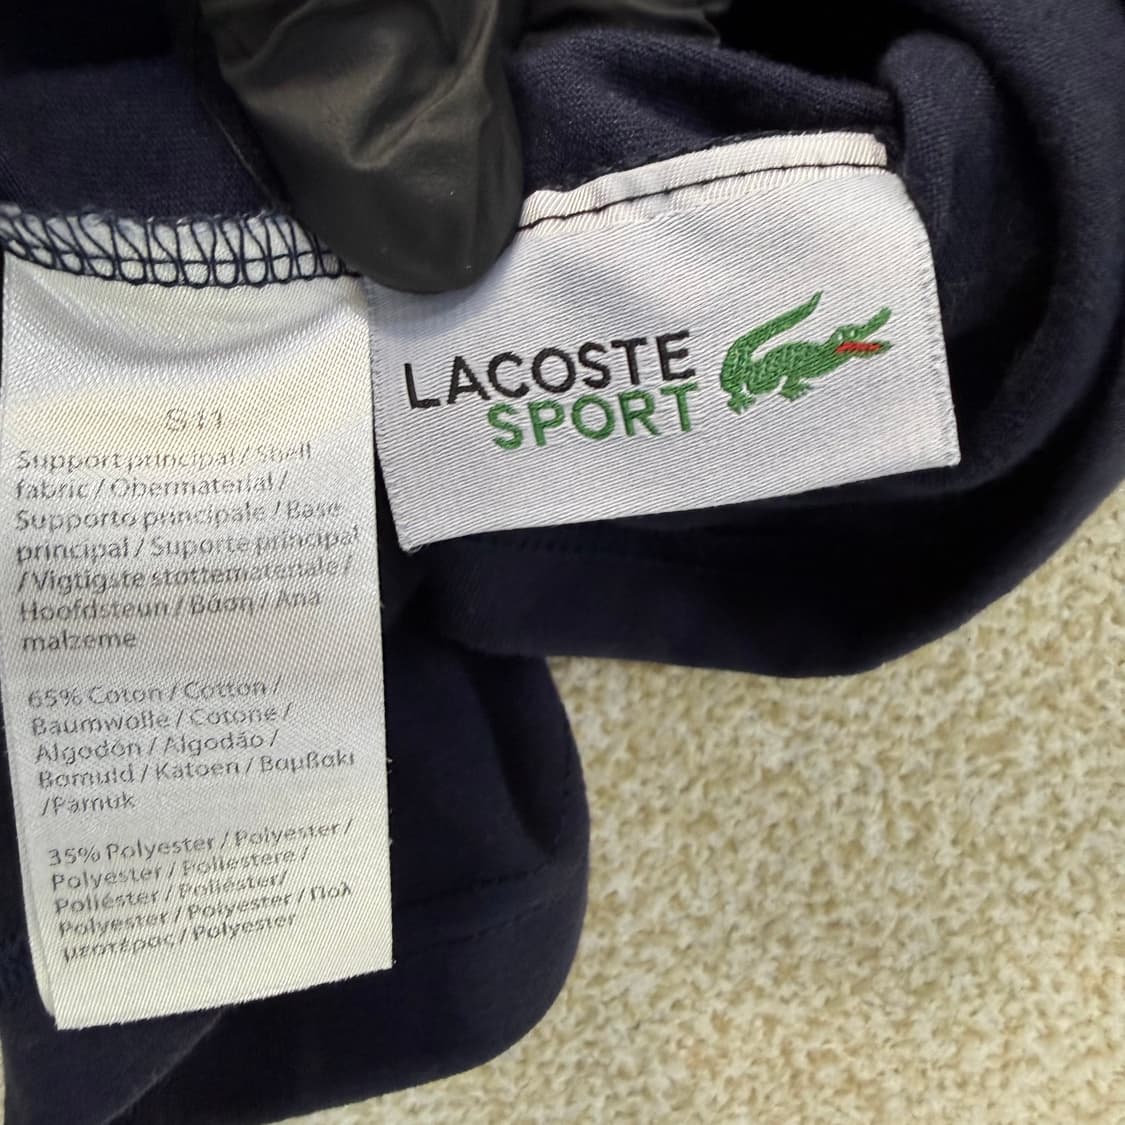 LACOSTE
SPORT
S11
Support principal / Shell
fabric / Obermaterial /
Supporto principale / Base
principal / Suporte principal
/ Vigtigste stottemateriale /
Hoofdsteun / Βάση / Ana
malzeme
65% Coton / Cotton /
Baumwolle / Cotone /
Algodón / Algodão /
Bomuld / Katoen / Βαμβακι
/ Pamuk
35% Polyester / Polyester /
Polyester / Poliestere /
Poliéster / Poliéster /
Polyester / Polyester / Πολ
μεστέρας / Polyester